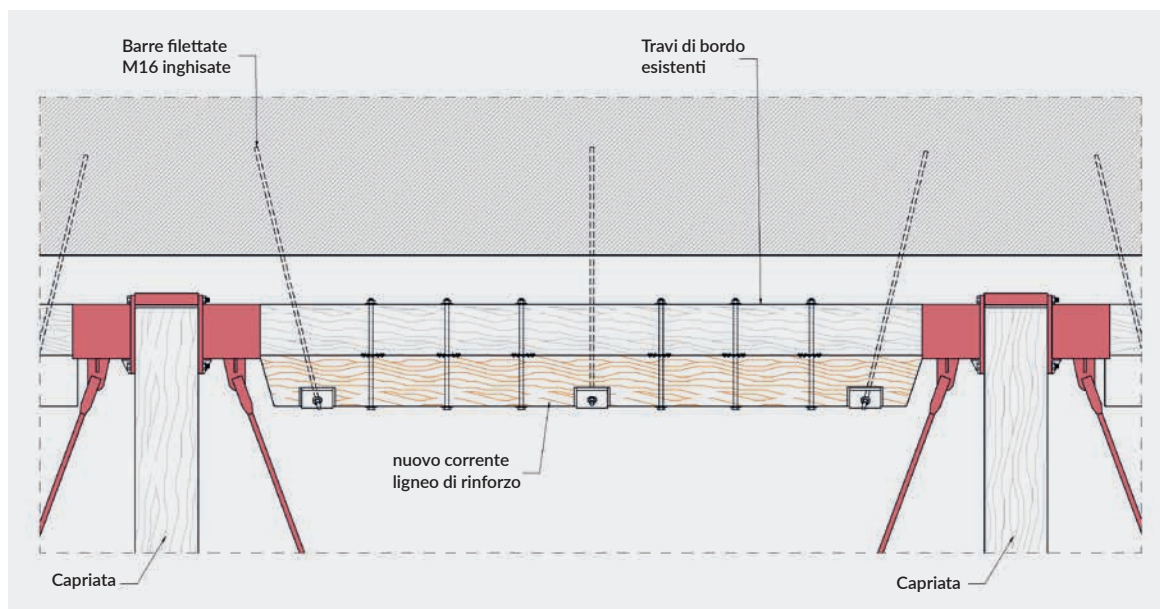 Barre filettate
M16 inghisate
Travi di bordo
esistenti
nuovo corrente
ligneo di rinforzo
Capriata
Capriata